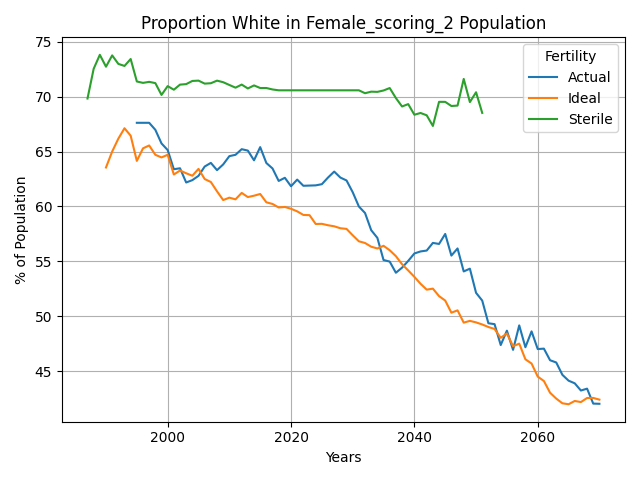 Proportion White in Female_scoring_2 Population
% of Population
75
70
65
60
55
50
45
Fertility
Actual
Ideal
Sterile
2000 2020 2040 2060
Years